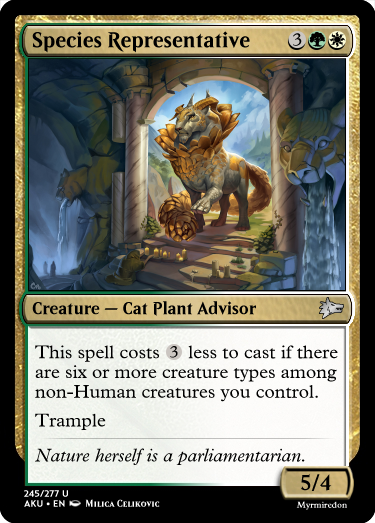 Species Representative 3
Creature — Cat Plant Advisor
This spell costs 3 less to cast if there
are six or more creature types among
non-Human creatures you control.
Trample
Nature herself is a parliamentarian.
5/4
245/277 U
AKU • EN Milica Celikovic
Myrmiredon